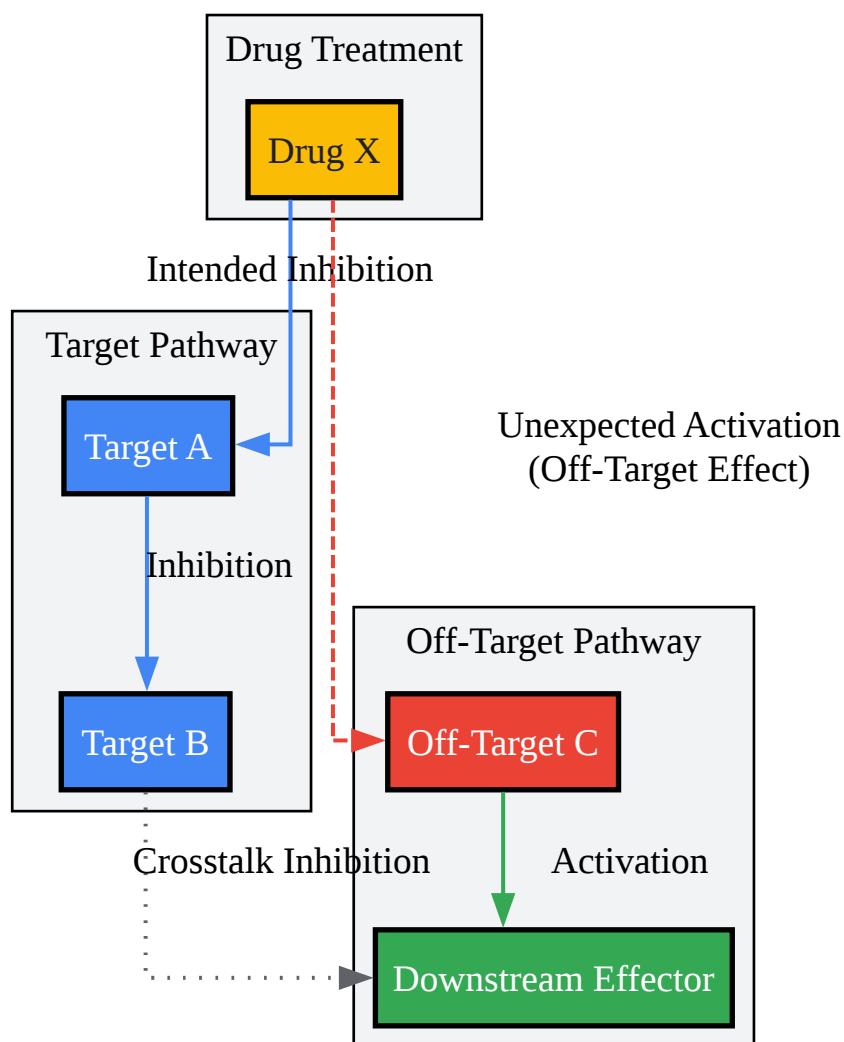 Drug Treatment
Drug X
Intended Inhibition
Target Pathway
Target A
Unexpected Activation
(Off-Target Effect)
Inhibition
Off-Target Pathway
Target B
Off-Target C
Crosstalk Inhibition
Activation
Downstream Effector